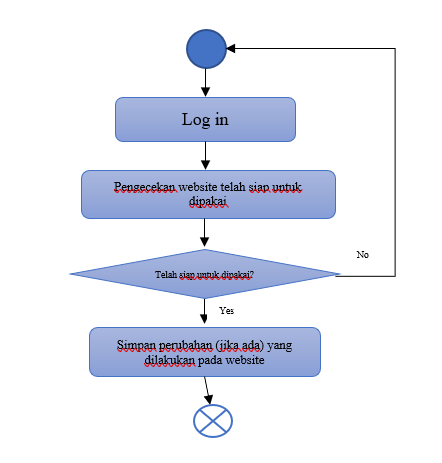 Log in
Pengecekan website telah siap untuk
dipakai
Telah siap untuk dipakai?
No
Yes
Simpan perubahan (jika ada) yang
dilakukan pada website